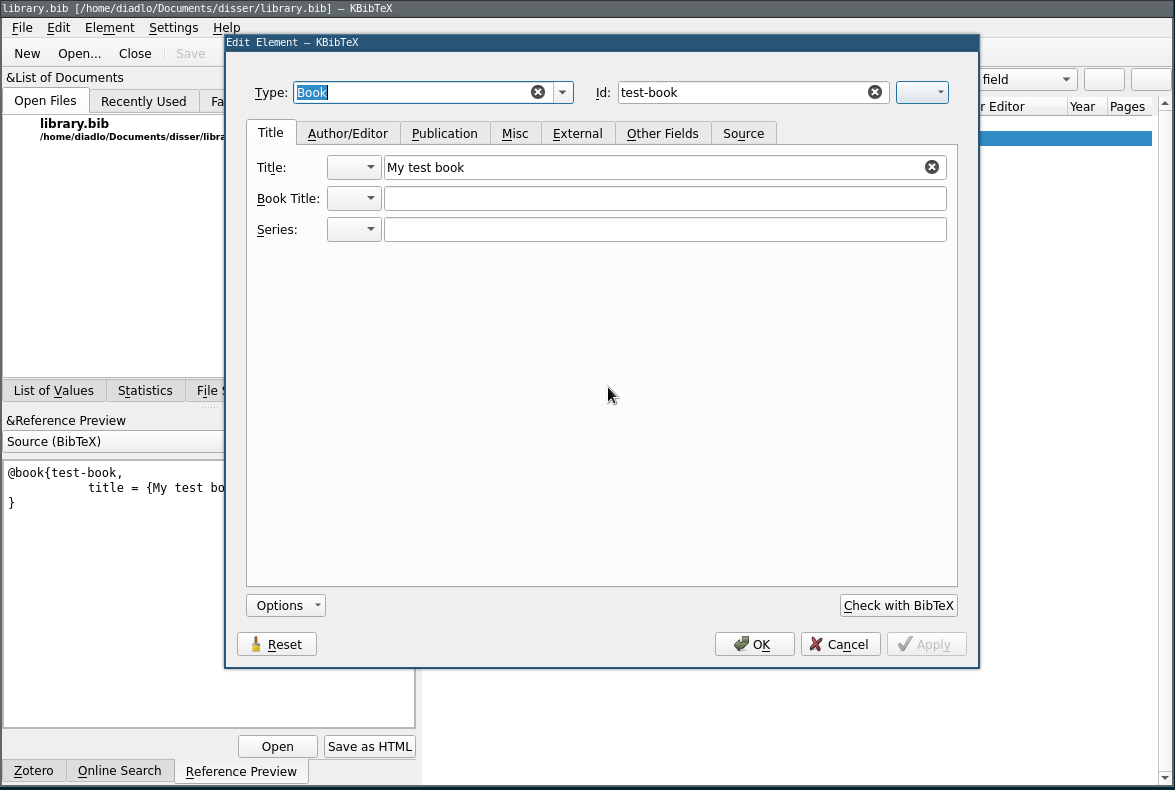 library.bib [/home/diadlo/Documents/disser/library.bib] — KBibTeX
File Edit Element Settings Help
New Open... Close Save
&List of Documents
Open Files Recently Used Fa
library.bib
/home/diadlo/Documents/disser/libra
List of Values Statistics File S
&Reference Preview
Source (BibTeX)
@book{test-book,
title = {My test bo
}
Open Save as HTML
Zotero Online Search Reference Preview
field
r Editor Year Pages
Edit Element — KBibTeX
Type: Book Id: test-book
Title Author/Editor Publication Misc External Other Fields Source
Title: My test book
Book Title:
Series:
Options Check with BibTeX
Reset OK Cancel Apply